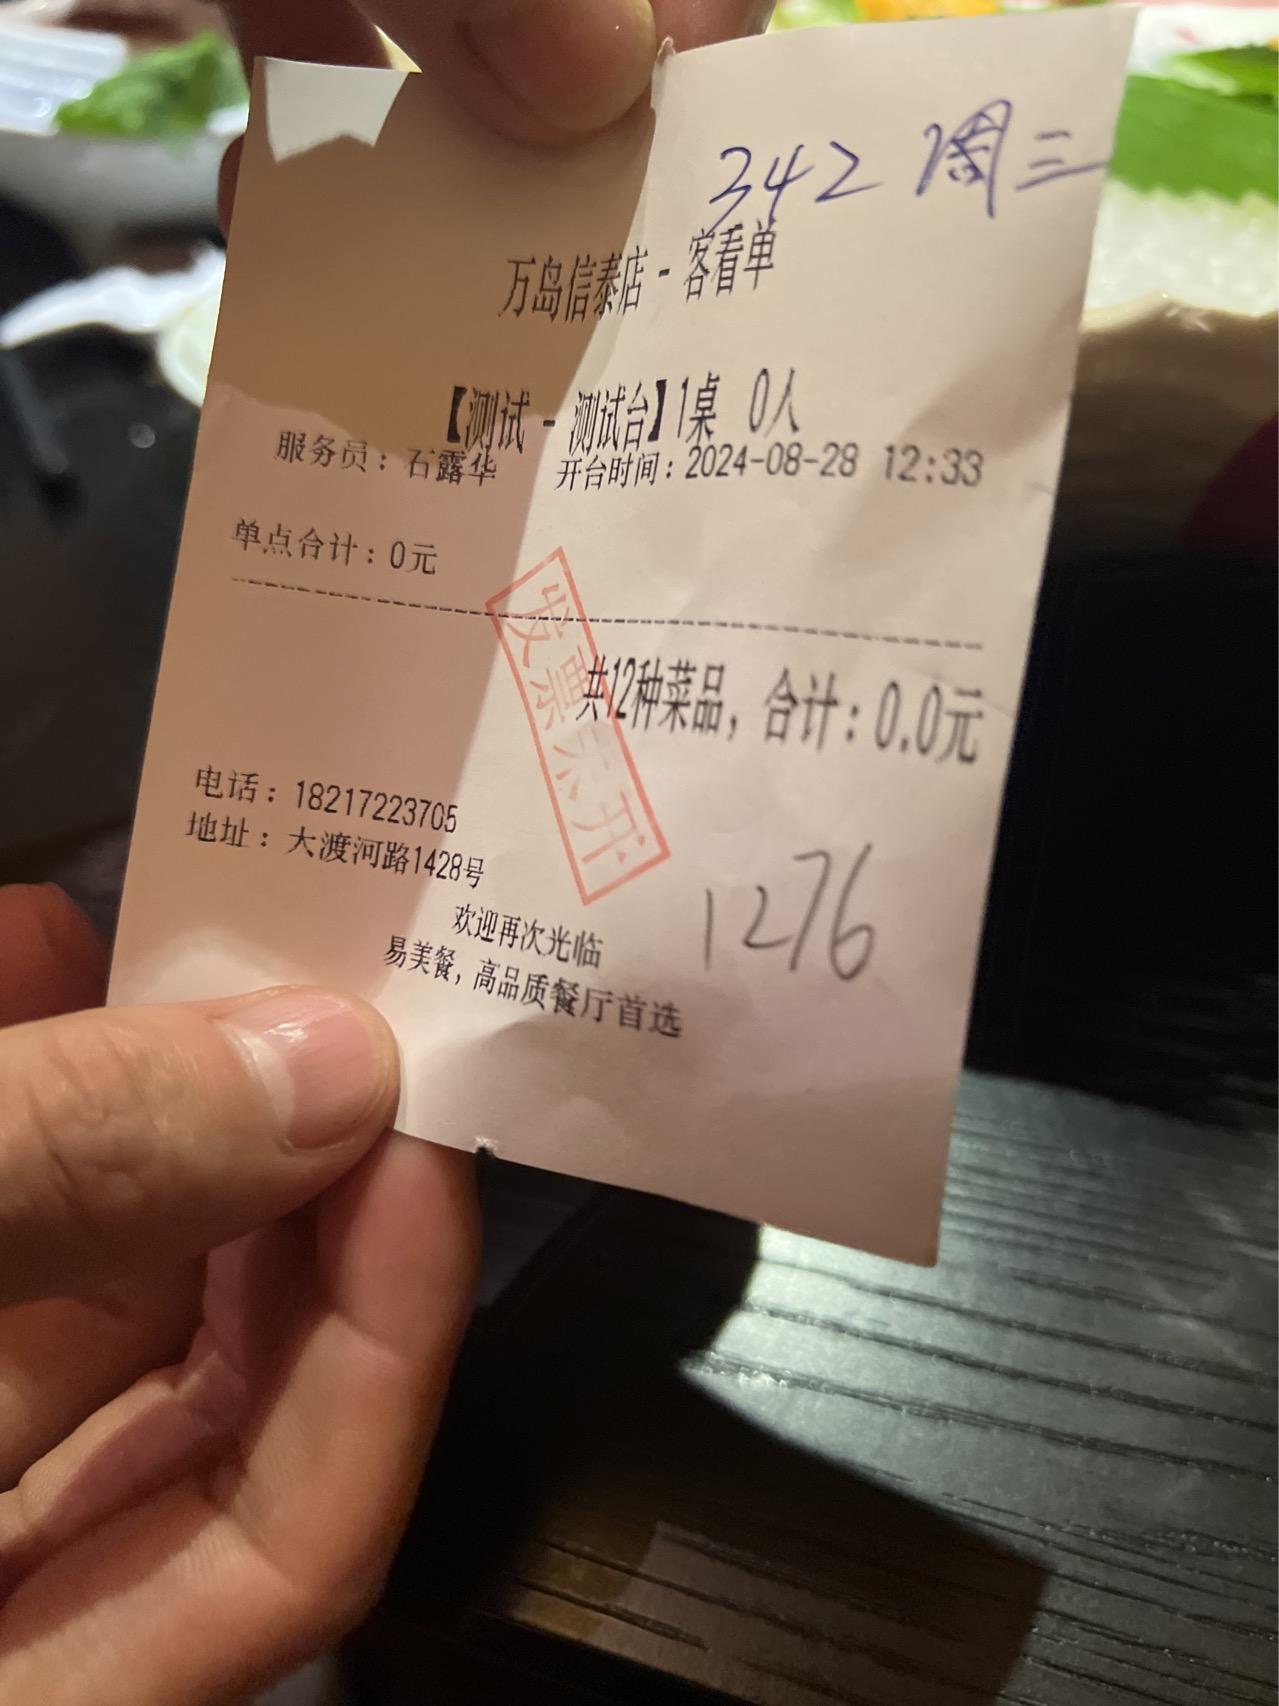 342 周三
万岛信泰店 - 客看单
【测试 - 测试台】1桌 0人
服务员：石露华 开台时间：2024-08-28 12:33
单点合计：0元
共12种菜品，合计：0.0元
发票未开
电话：18217223705
地址：大渡河路1428号
1276
欢迎再次光临
易美餐，高品质餐厅首选